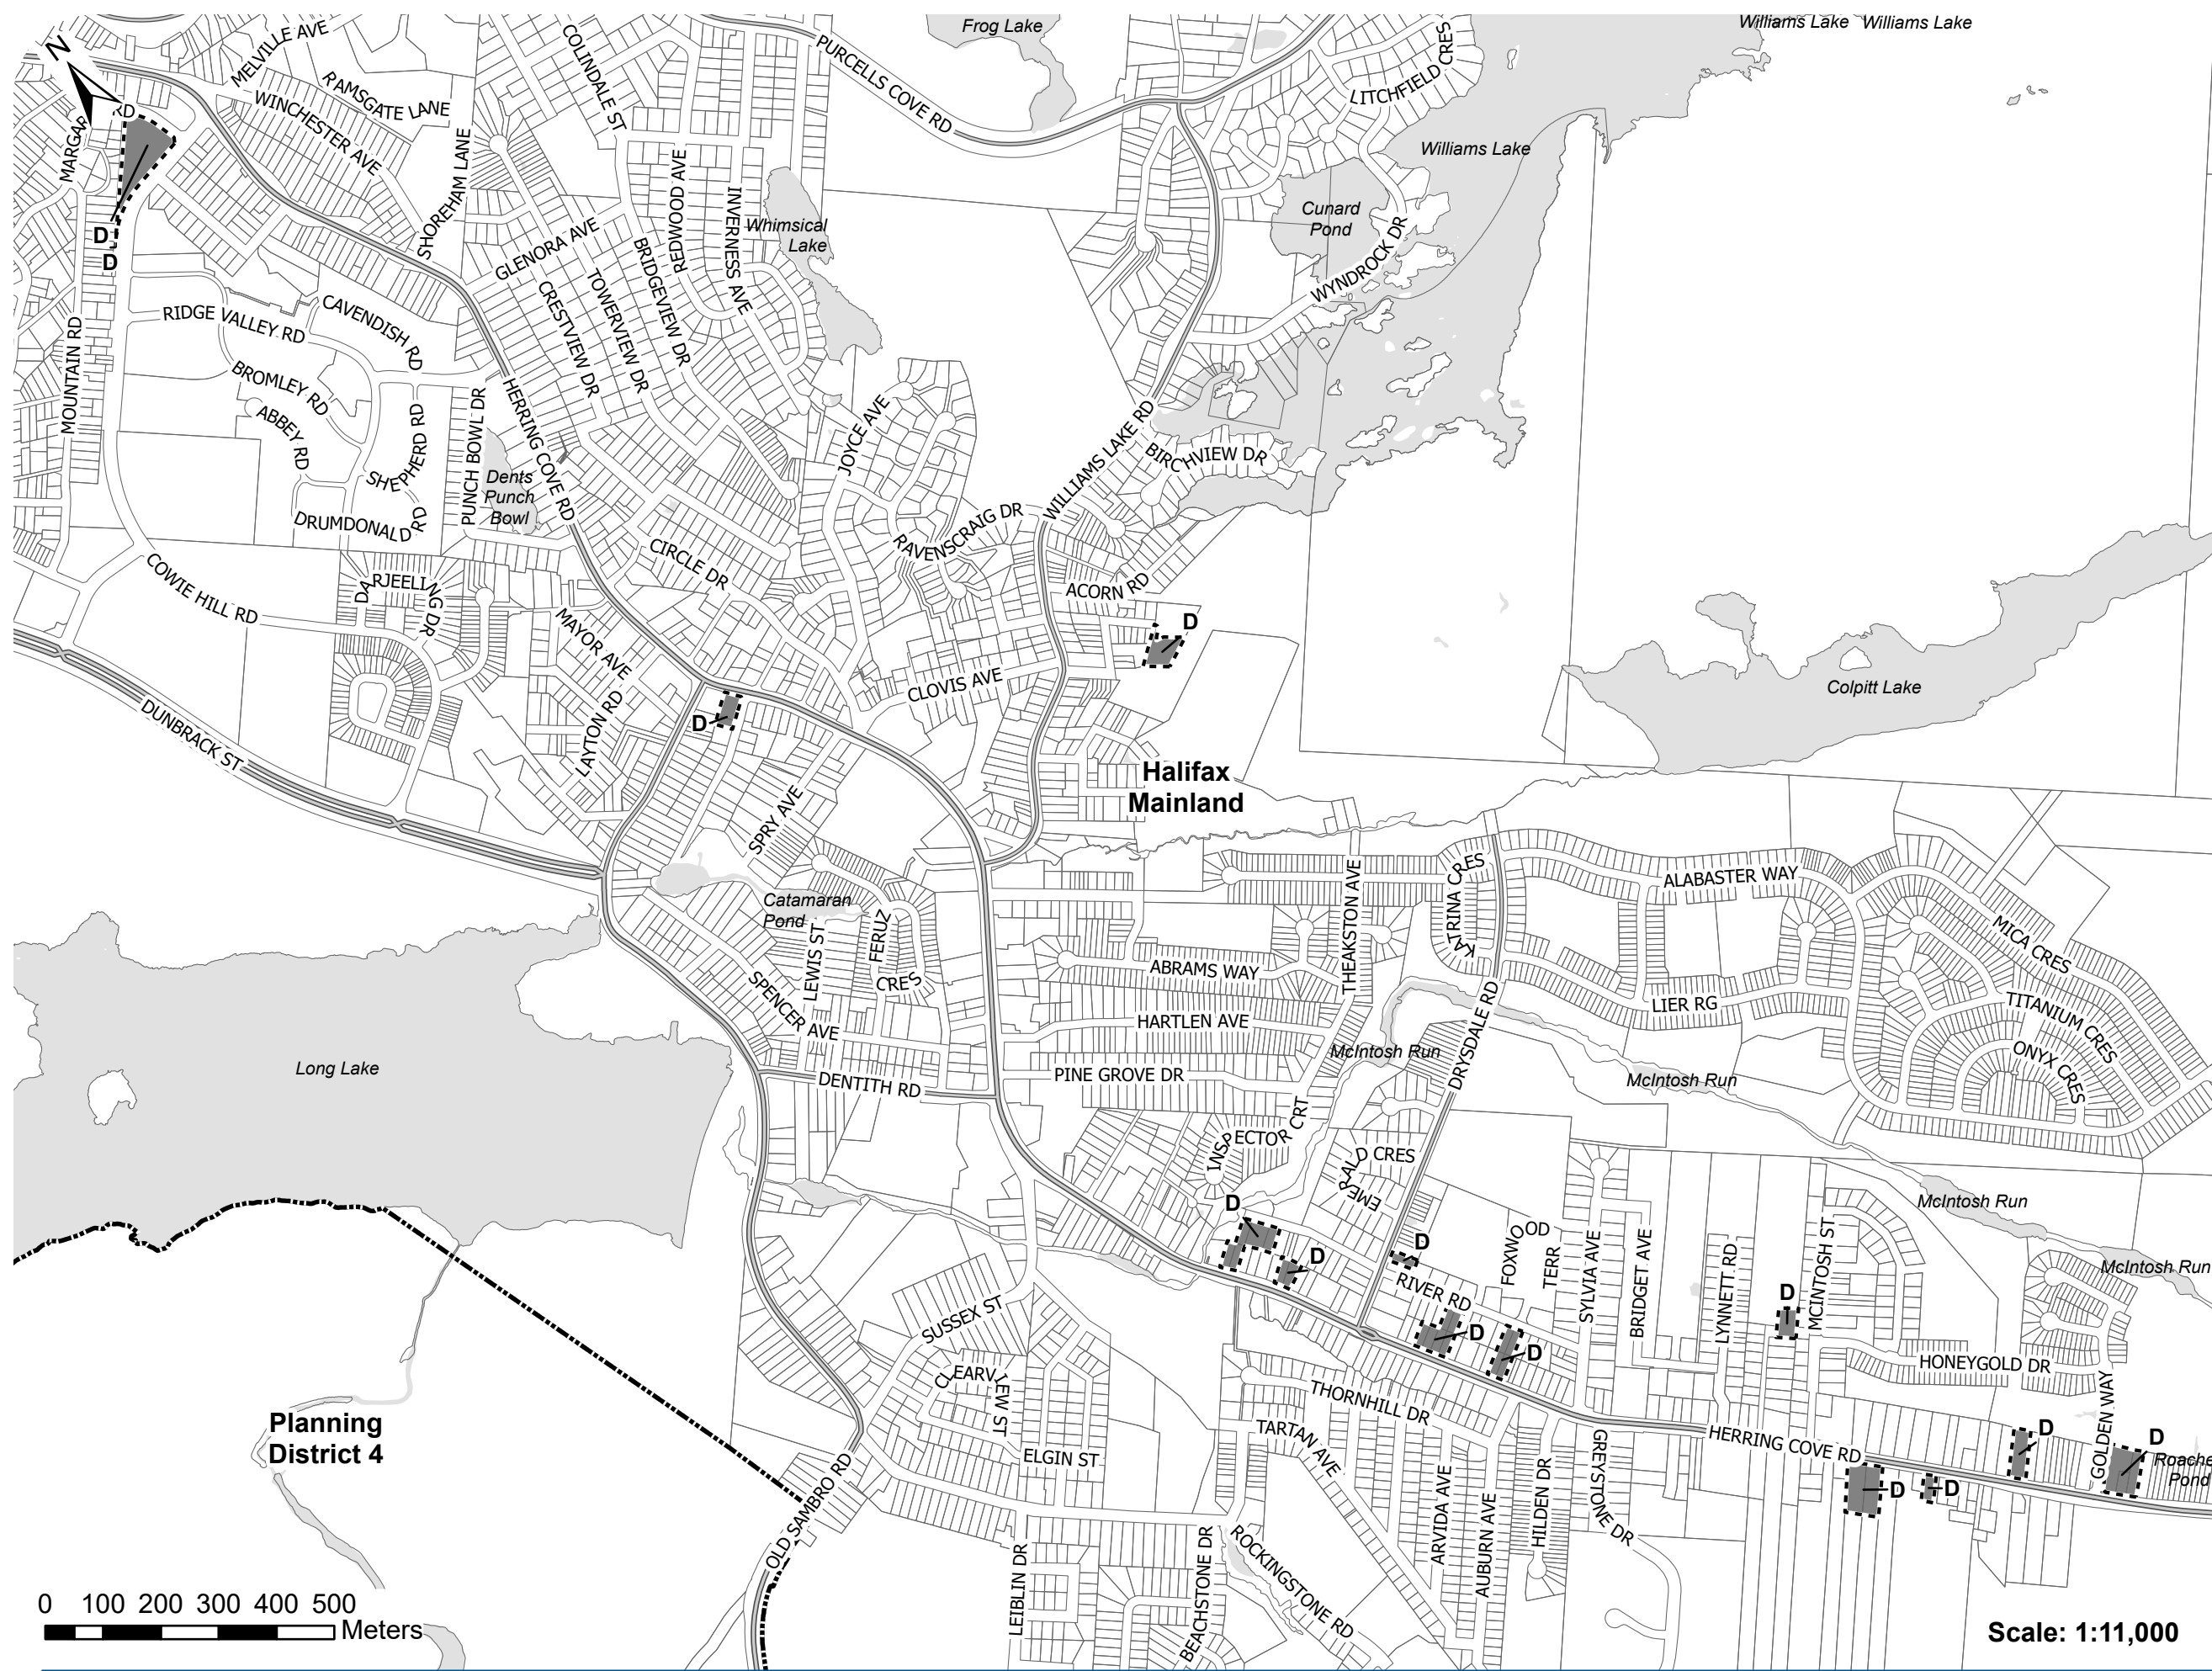 Frog Lake
Williams Lake
Williams Lake
N
MELVILLE AVE
COLINDALE ST
PURCELLS COVE RD
LITCHFIELD CRES
RAMSGATE LANE
WINCHESTER AVE
RD
MARGAR
SHOREHAM LANE
REDWOOD AVE
INVERNESS AVE
Williams Lake
Cunard
Pond
Whimsical
Lake
D
D
GLENORA AVE
BRIDGEVIEW DR
TOWERVIEW DR
CRESTVIEW DR
WYNDROCK DR
RIDGE VALLEY RD
CAVENDISH RD
MOUNTAIN RD
BROMLEY RD
ABBEY RD
SHEPHERD RD
PUNCH BOWL DR
HERRING COVE RD
JOYCE AVE
WILLIAMS LAKE RD
BIRCHVIEW DR
Dents
Punch
Bowl
DRUMDONALD RD
RAVENSCRAIG DR
CIRCLE DR
COWIE HILL RD
DARJEELING DR
ACORN RD
MAYOR AVE
D
CLOVIS AVE
Colpitt Lake
LAYTON RD
D
DUNBRACK ST
Halifax
Mainland
SPRY AVE
KATRINA CRES
THEAKSTON AVE
ALABASTER WAY
Catamaran
Pond
LEWIS ST
FERUZ
CRES
MICA CRES
ABRAMS WAY
SPENCER AVE
LIER RG
TITANIUM CRES
HARTLEN AVE
DRYSDALE RD
McIntosh Run
ONYX CRES
Long Lake
PINE GROVE DR
McIntosh Run
DENTITH RD
INSPECTOR CRT
EMERALD CRES
D
McIntosh Run
D
D
FOXWOOD
TERR
SYLVIA AVE
BRIDGET AVE
LYNNETT RD
MCINTOSH ST
McIntosh Run
RIVER RD
D
D
D
SUSSEX ST
HONEYGOLD DR
CLEARVIEW ST
THORNHILL DR
TARTAN AVE
Planning
District 4
ELGIN ST
HERRING COVE RD
GOLDEN WAY
D
D
Roache
Pond
D
D
OLD SAMBRO RD
ARVIDA AVE
AUBURN AVE
HILDEN DR
GREYSTONE DR
LEIBLIN DR
BEACHSTONE DR
ROCKINGSTONE RD
0 100 200 300 400 500
Meters
Scale: 1:11,000